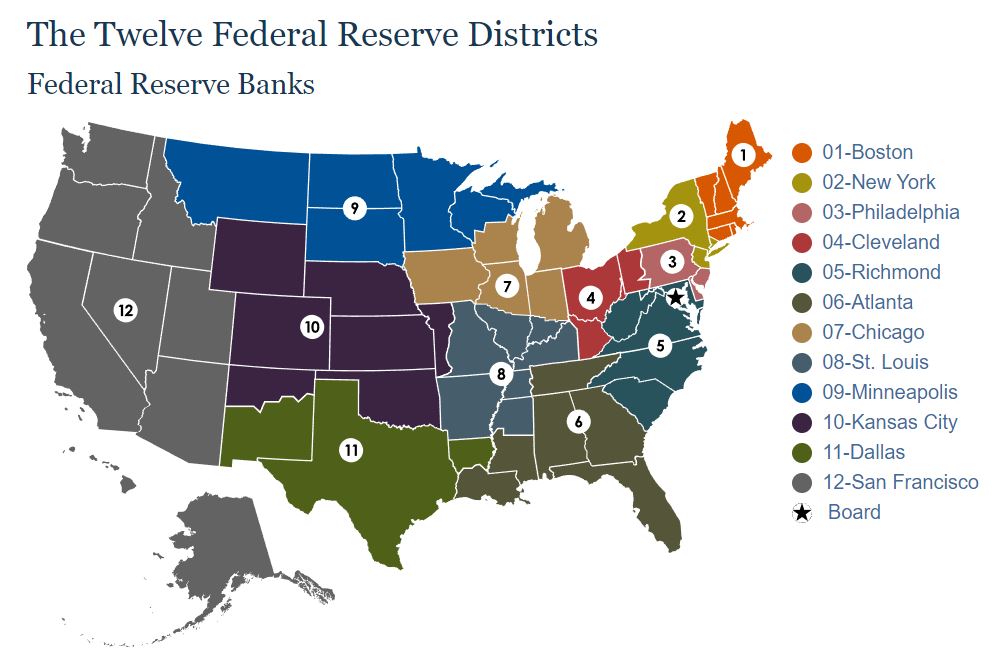 The Twelve Federal Reserve Districts
Federal Reserve Banks
1
2
3
4
5
6
7
8
9
10
11
12
01-Boston
02-New York
03-Philadelphia
04-Cleveland
05-Richmond
06-Atlanta
07-Chicago
08-St. Louis
09-Minneapolis
10-Kansas City
11-Dallas
12-San Francisco
Board